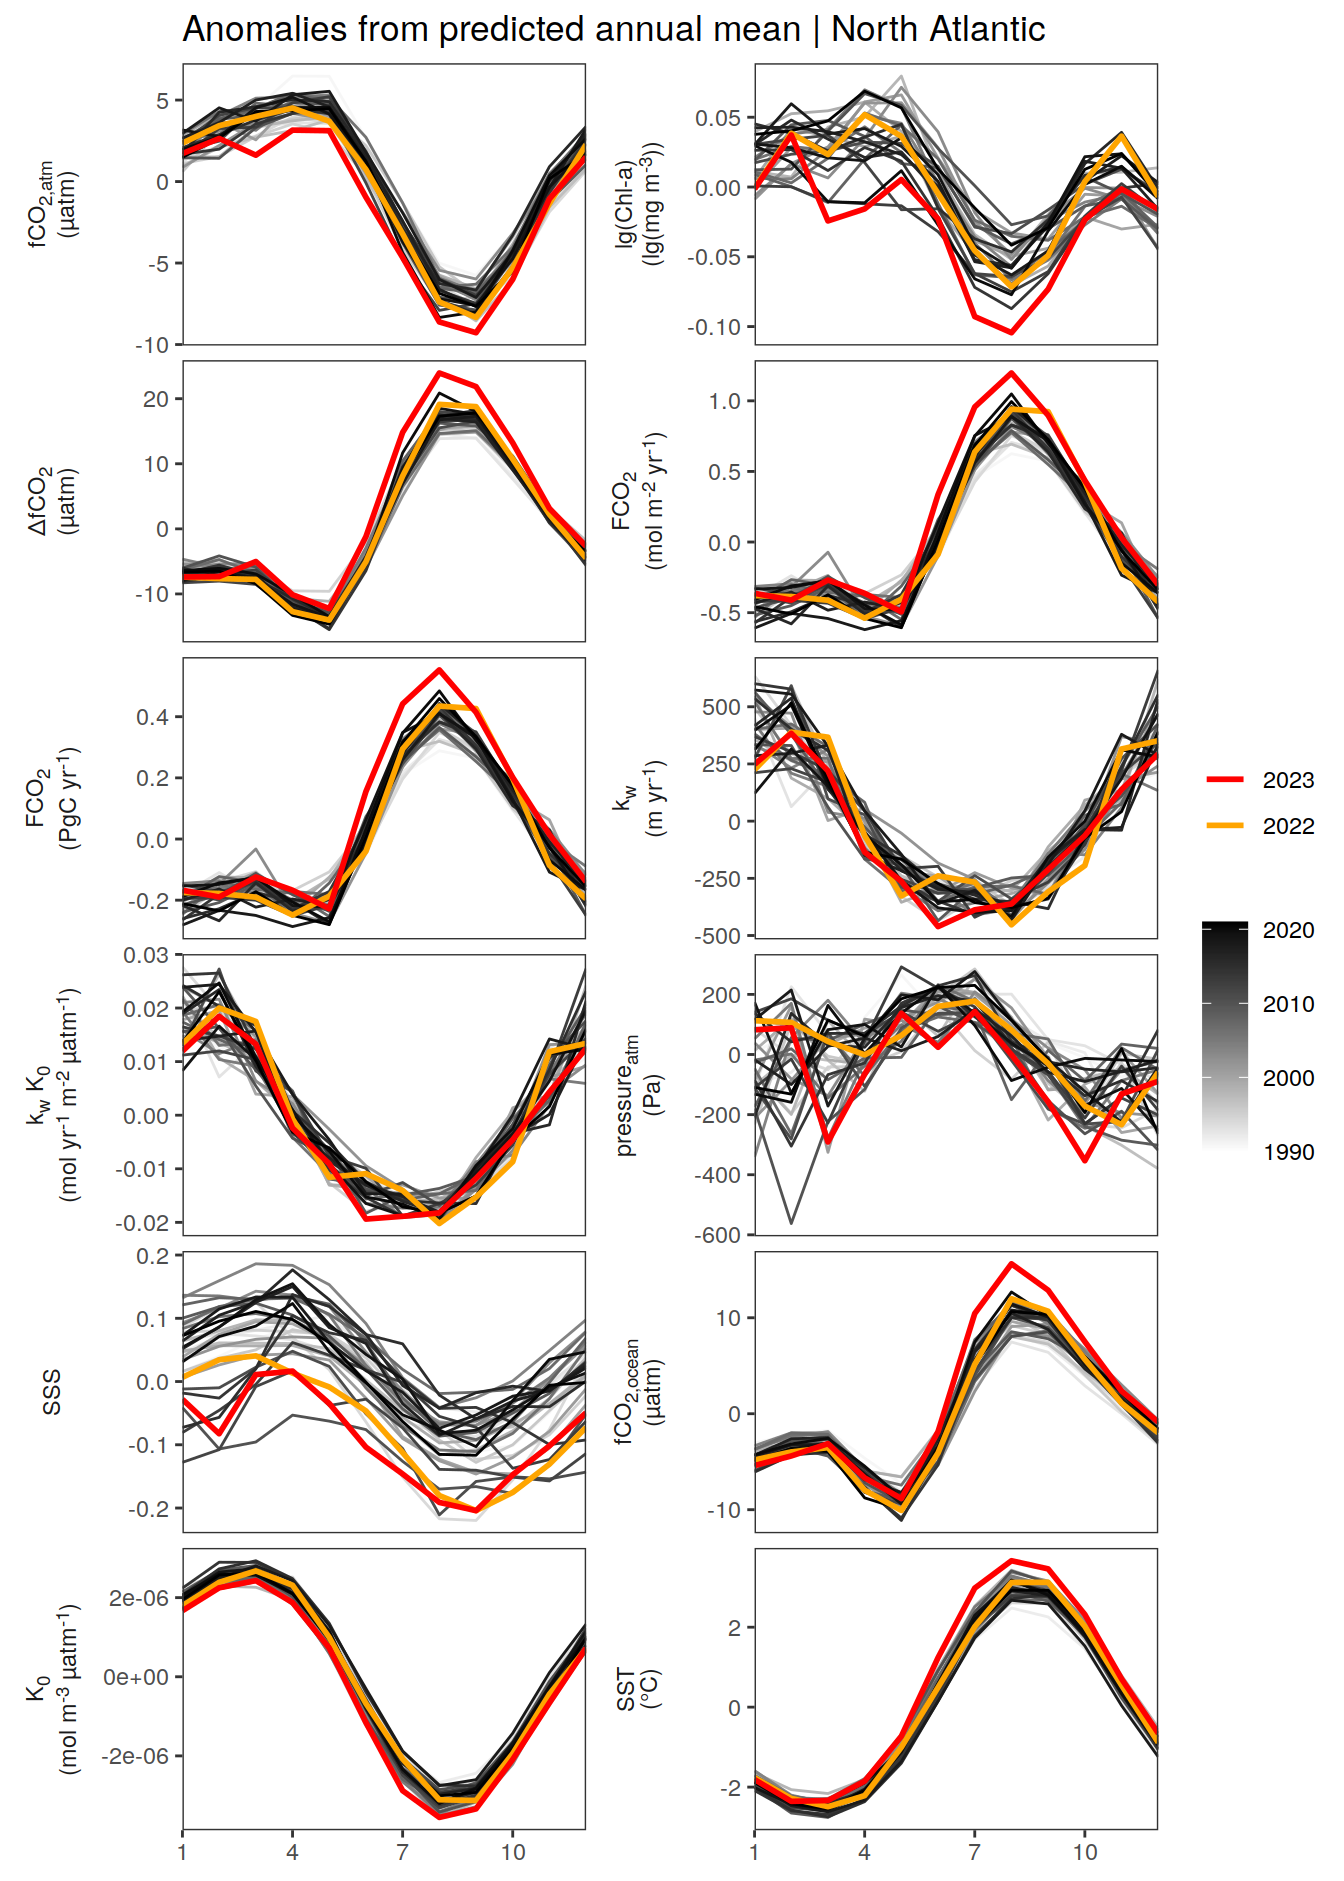 Anomalies from predicted annual mean | North Atlantic
fCO2,atm
(µatm)
5
0
-5
-10
lg(Chl-a)
(lg(mg m-3))
0.05
0.00
-0.05
-0.10
ΔfCO2
(µatm)
20
10
0
-10
FCO2
(mol m-2 yr-1)
1.0
0.5
0.0
-0.5
FCO2
(PgC yr-1)
0.4
0.2
0.0
-0.2
kw
(m yr-1)
500
250
0
-250
-500
kw K0
(mol yr-1 m-2 µatm-1)
0.03
0.02
0.01
0.00
-0.01
-0.02
pressureatm
(Pa)
200
0
-200
-400
-600
SSS
0.2
0.1
0.0
-0.1
-0.2
fCO2,ocean
(µatm)
10
0
-10
K0
(mol m-3 µatm-1)
2e-06
0e+00
-2e-06
1 4 7 10
SST
(°C)
2
0
-2
1 4 7 10
2023
2022
2020
2010
2000
1990